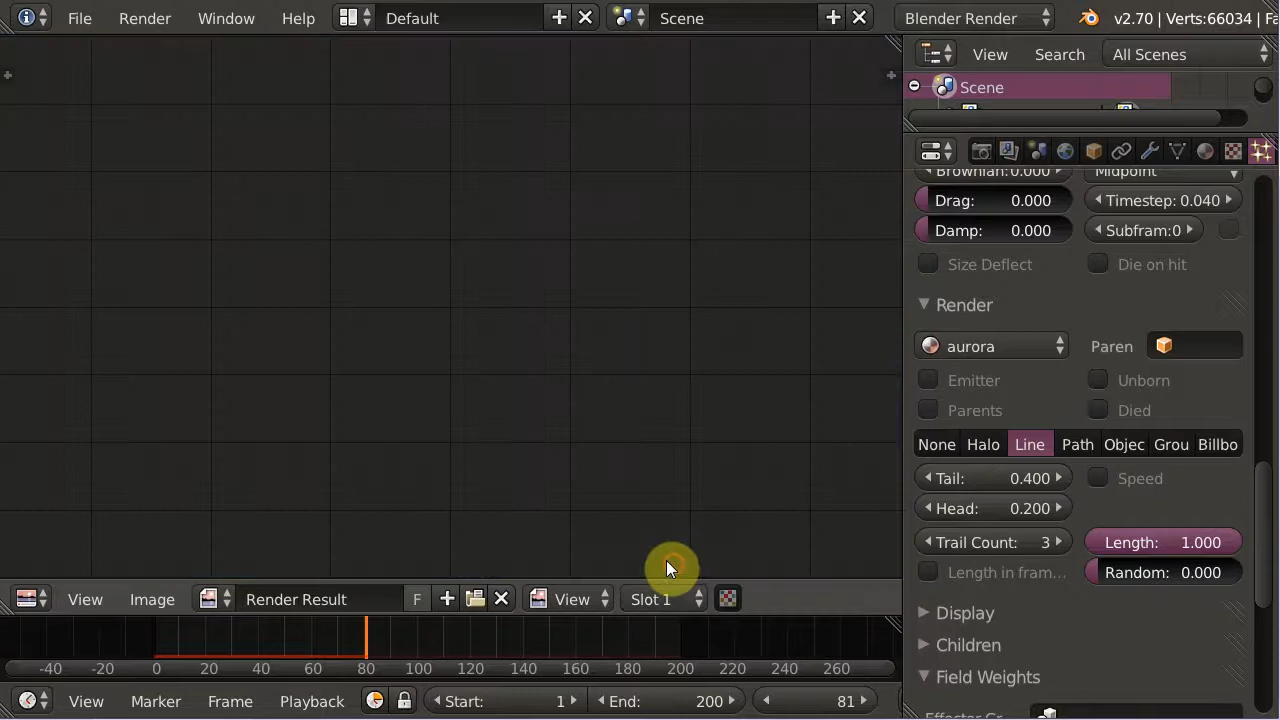 File Render Window Help Default Scene Blender Render v2.70 | Verts:66034 | Fa
View Search All Scenes
Scene
Brownian:0.000 Midpoint
Drag: 0.000 Timestep: 0.040
Damp: 0.000 Subfram:0
Size Deflect Die on hit
Render
aurora Paren
Emitter Unborn
Parents Died
None Halo Line Path Objec Grou Billbo
Tail: 0.400 Speed
Head: 0.200
Trail Count: 3 Length: 1.000
Length in fram... Random: 0.000
View Image Render Result F View Slot 1
Display
Children
-40 -20 0 20 40 60 80 100 120 140 160 180 200 220 240 260
Field Weights
View Marker Frame Playback Start: 1 End: 200 81